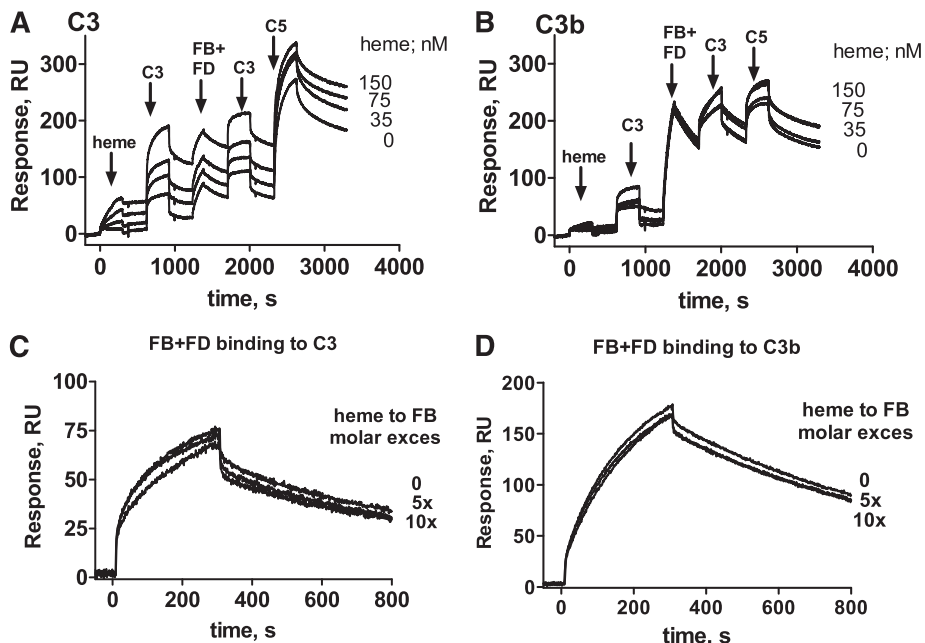 A
C3
Response, RU
300
200
100
0
heme
C3
FB+
FD
C3
C5
heme; nM
150
75
35
0
0
1000
2000
3000
4000
time, s
B
C3b
Response, RU
300
200
100
0
heme
C3
FB+
FD
C3
C5
heme; nM
150
75
35
0
0
1000
2000
3000
4000
time, s
C
FB+FD binding to C3
Response, RU
100
75
50
25
0
heme to FB
molar exces
0
5x
10x
0
200
400
600
800
time, s
D
FB+FD binding to C3b
Response, RU
200
150
100
50
0
heme to FB
molar exces
0
5x
10x
0
200
400
600
800
time, s